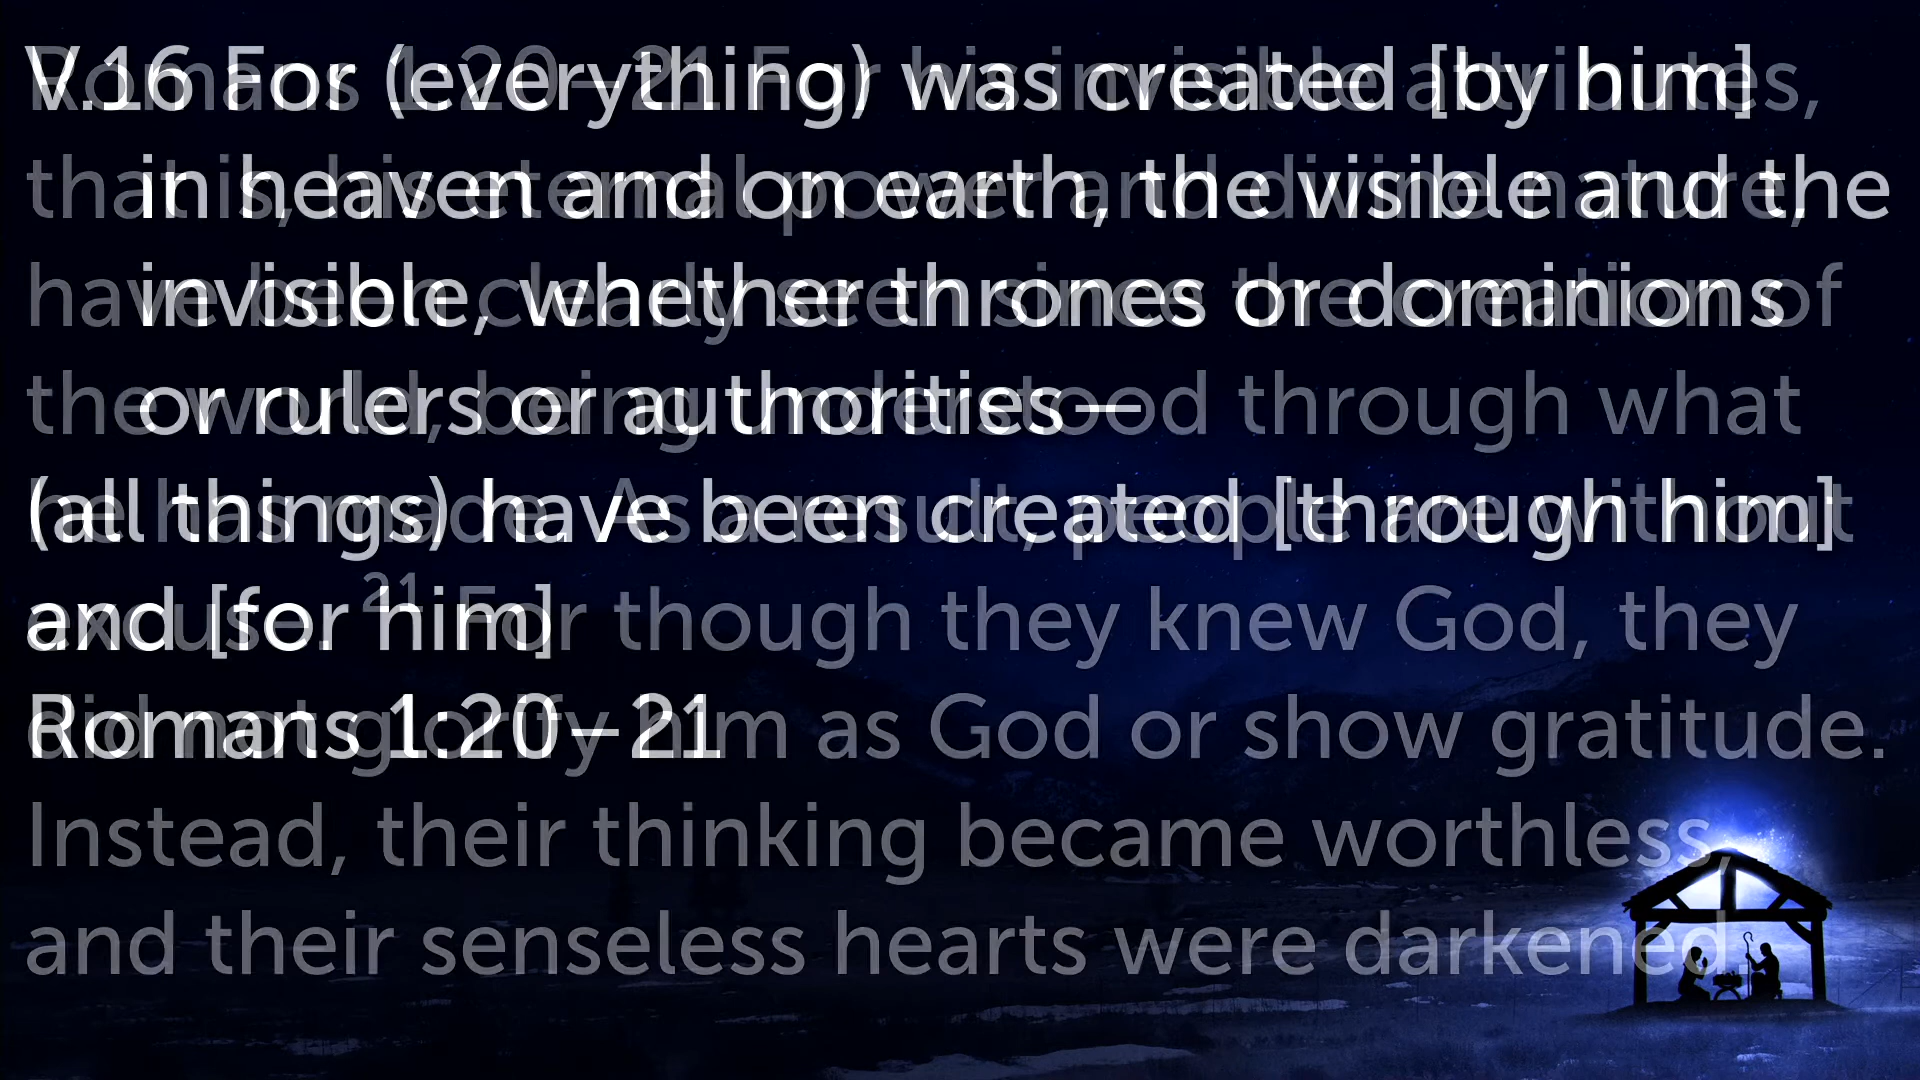 V.16 For (everything) was created [by him]
in heaven and on earth, the visible and the
invisible, whether thrones or dominions
or rulers or authorities—
(all things) have been created [through him]
and [for him]
Romans 1:20–21
Romans 1:20–21 For his invisible attributes,
that is, his eternal power and divine nature,
have been clearly seen since the creation of
the world, being understood through what
he has made. As a result, people are without
excuse. 21 For though they knew God, they
did not glorify him as God or show gratitude.
Instead, their thinking became worthless,
and their senseless hearts were darkened.